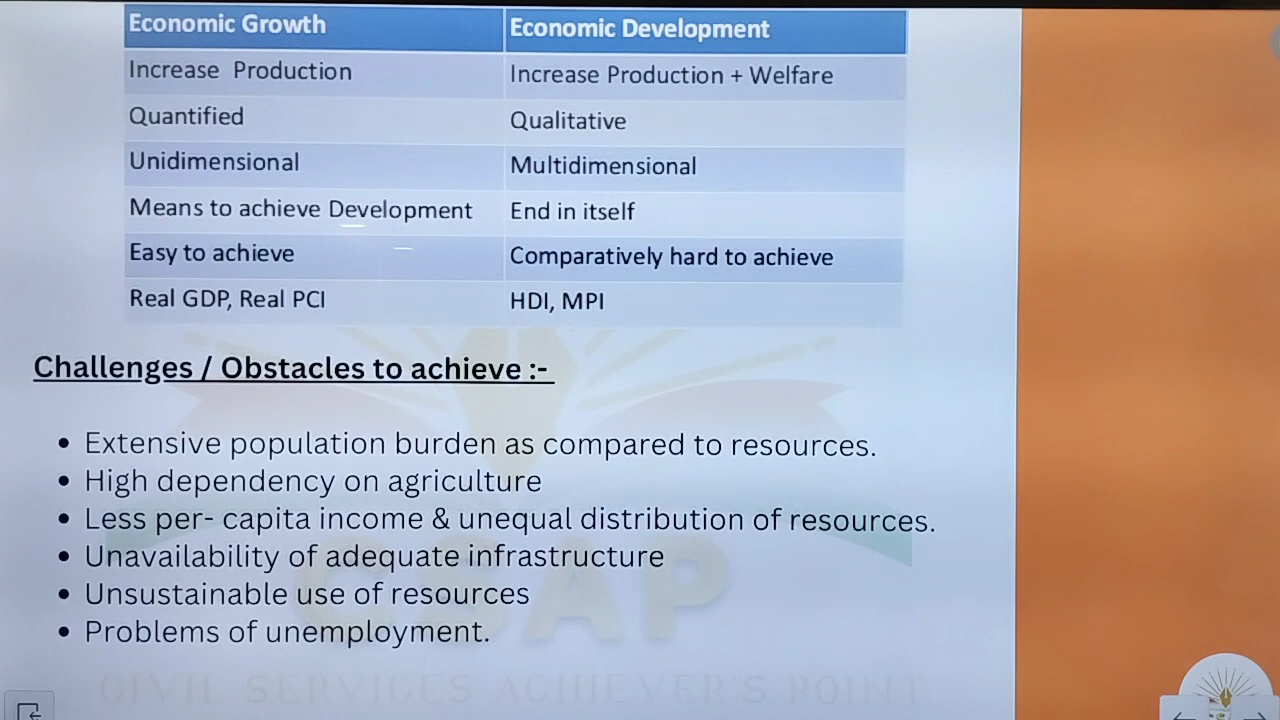 Economic Growth Economic Development
Increase Production Increase Production + Welfare
Quantified Qualitative
Unidimensional Multidimensional
Means to achieve Development End in itself
Easy to achieve Comparatively hard to achieve
Real GDP, Real PCI HDI, MPI
Challenges / Obstacles to achieve :-
• Extensive population burden as compared to resources.
• High dependency on agriculture
• Less per- capita income & unequal distribution of resources.
• Unavailability of adequate infrastructure
• Unsustainable use of resources
• Problems of unemployment.
CSAP
CIVIL SERVICES ACHIEVER'S POINT